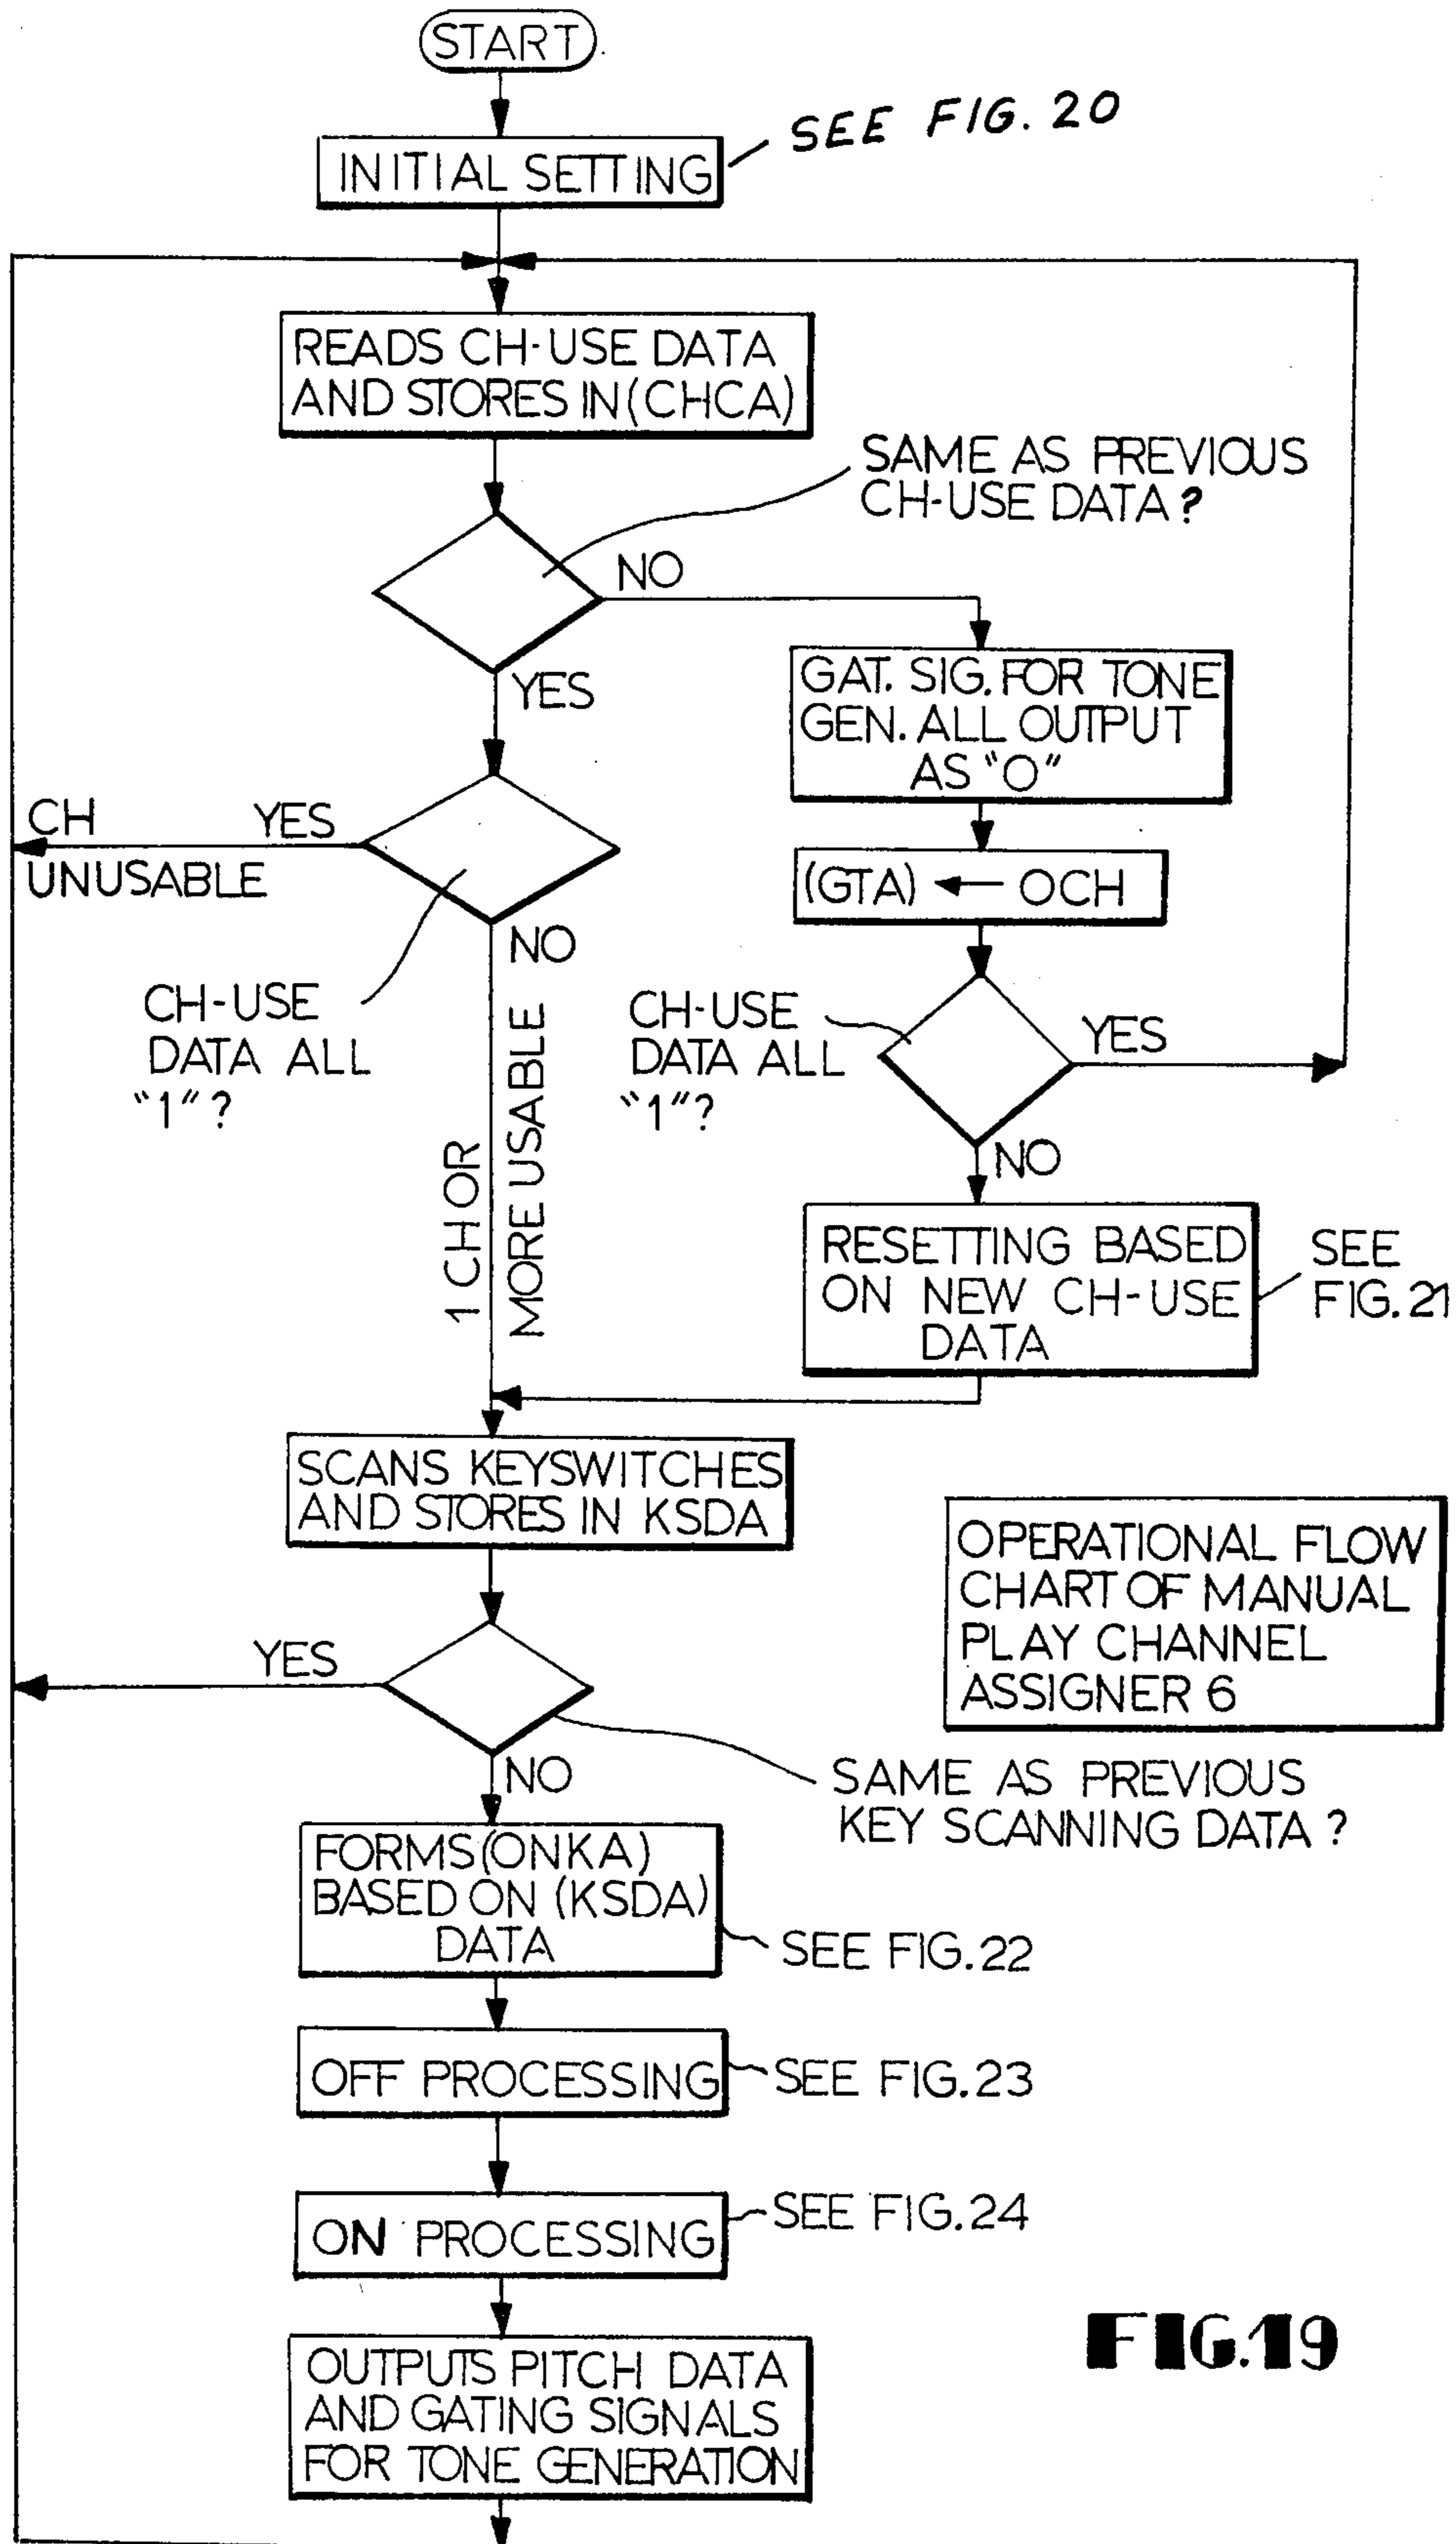 START
SEE FIG. 20
INITIAL SETTING
READS CH-USE DATA
AND STORES IN (CHCA)
SAME AS PREVIOUS
CH-USE DATA?
NO
YES
GAT. SIG. FOR TONE
GEN. ALL OUTPUT
AS "0"
CH
UNUSABLE
YES
(GTA) ← OCH
NO
CH-USE
DATA ALL
"1"?
1 CH OR
MORE USABLE
CH-USE
DATA ALL
"1"?
YES
NO
RESETTING BASED
ON NEW CH-USE
DATA
SEE
FIG.21
SCANS KEYSWITCHES
AND STORES IN KSDA
OPERATIONAL FLOW
CHART OF MANUAL
PLAY CHANNEL
ASSIGNER 6
YES
NO
SAME AS PREVIOUS
KEY SCANNING DATA?
FORMS (ONKA)
BASED ON (KSDA)
DATA
SEE FIG.22
OFF PROCESSING
SEE FIG.23
ON PROCESSING
SEE FIG.24
OUTPUTS PITCH DATA
AND GATING SIGNALS
FOR TONE GENERATION
FIG.19